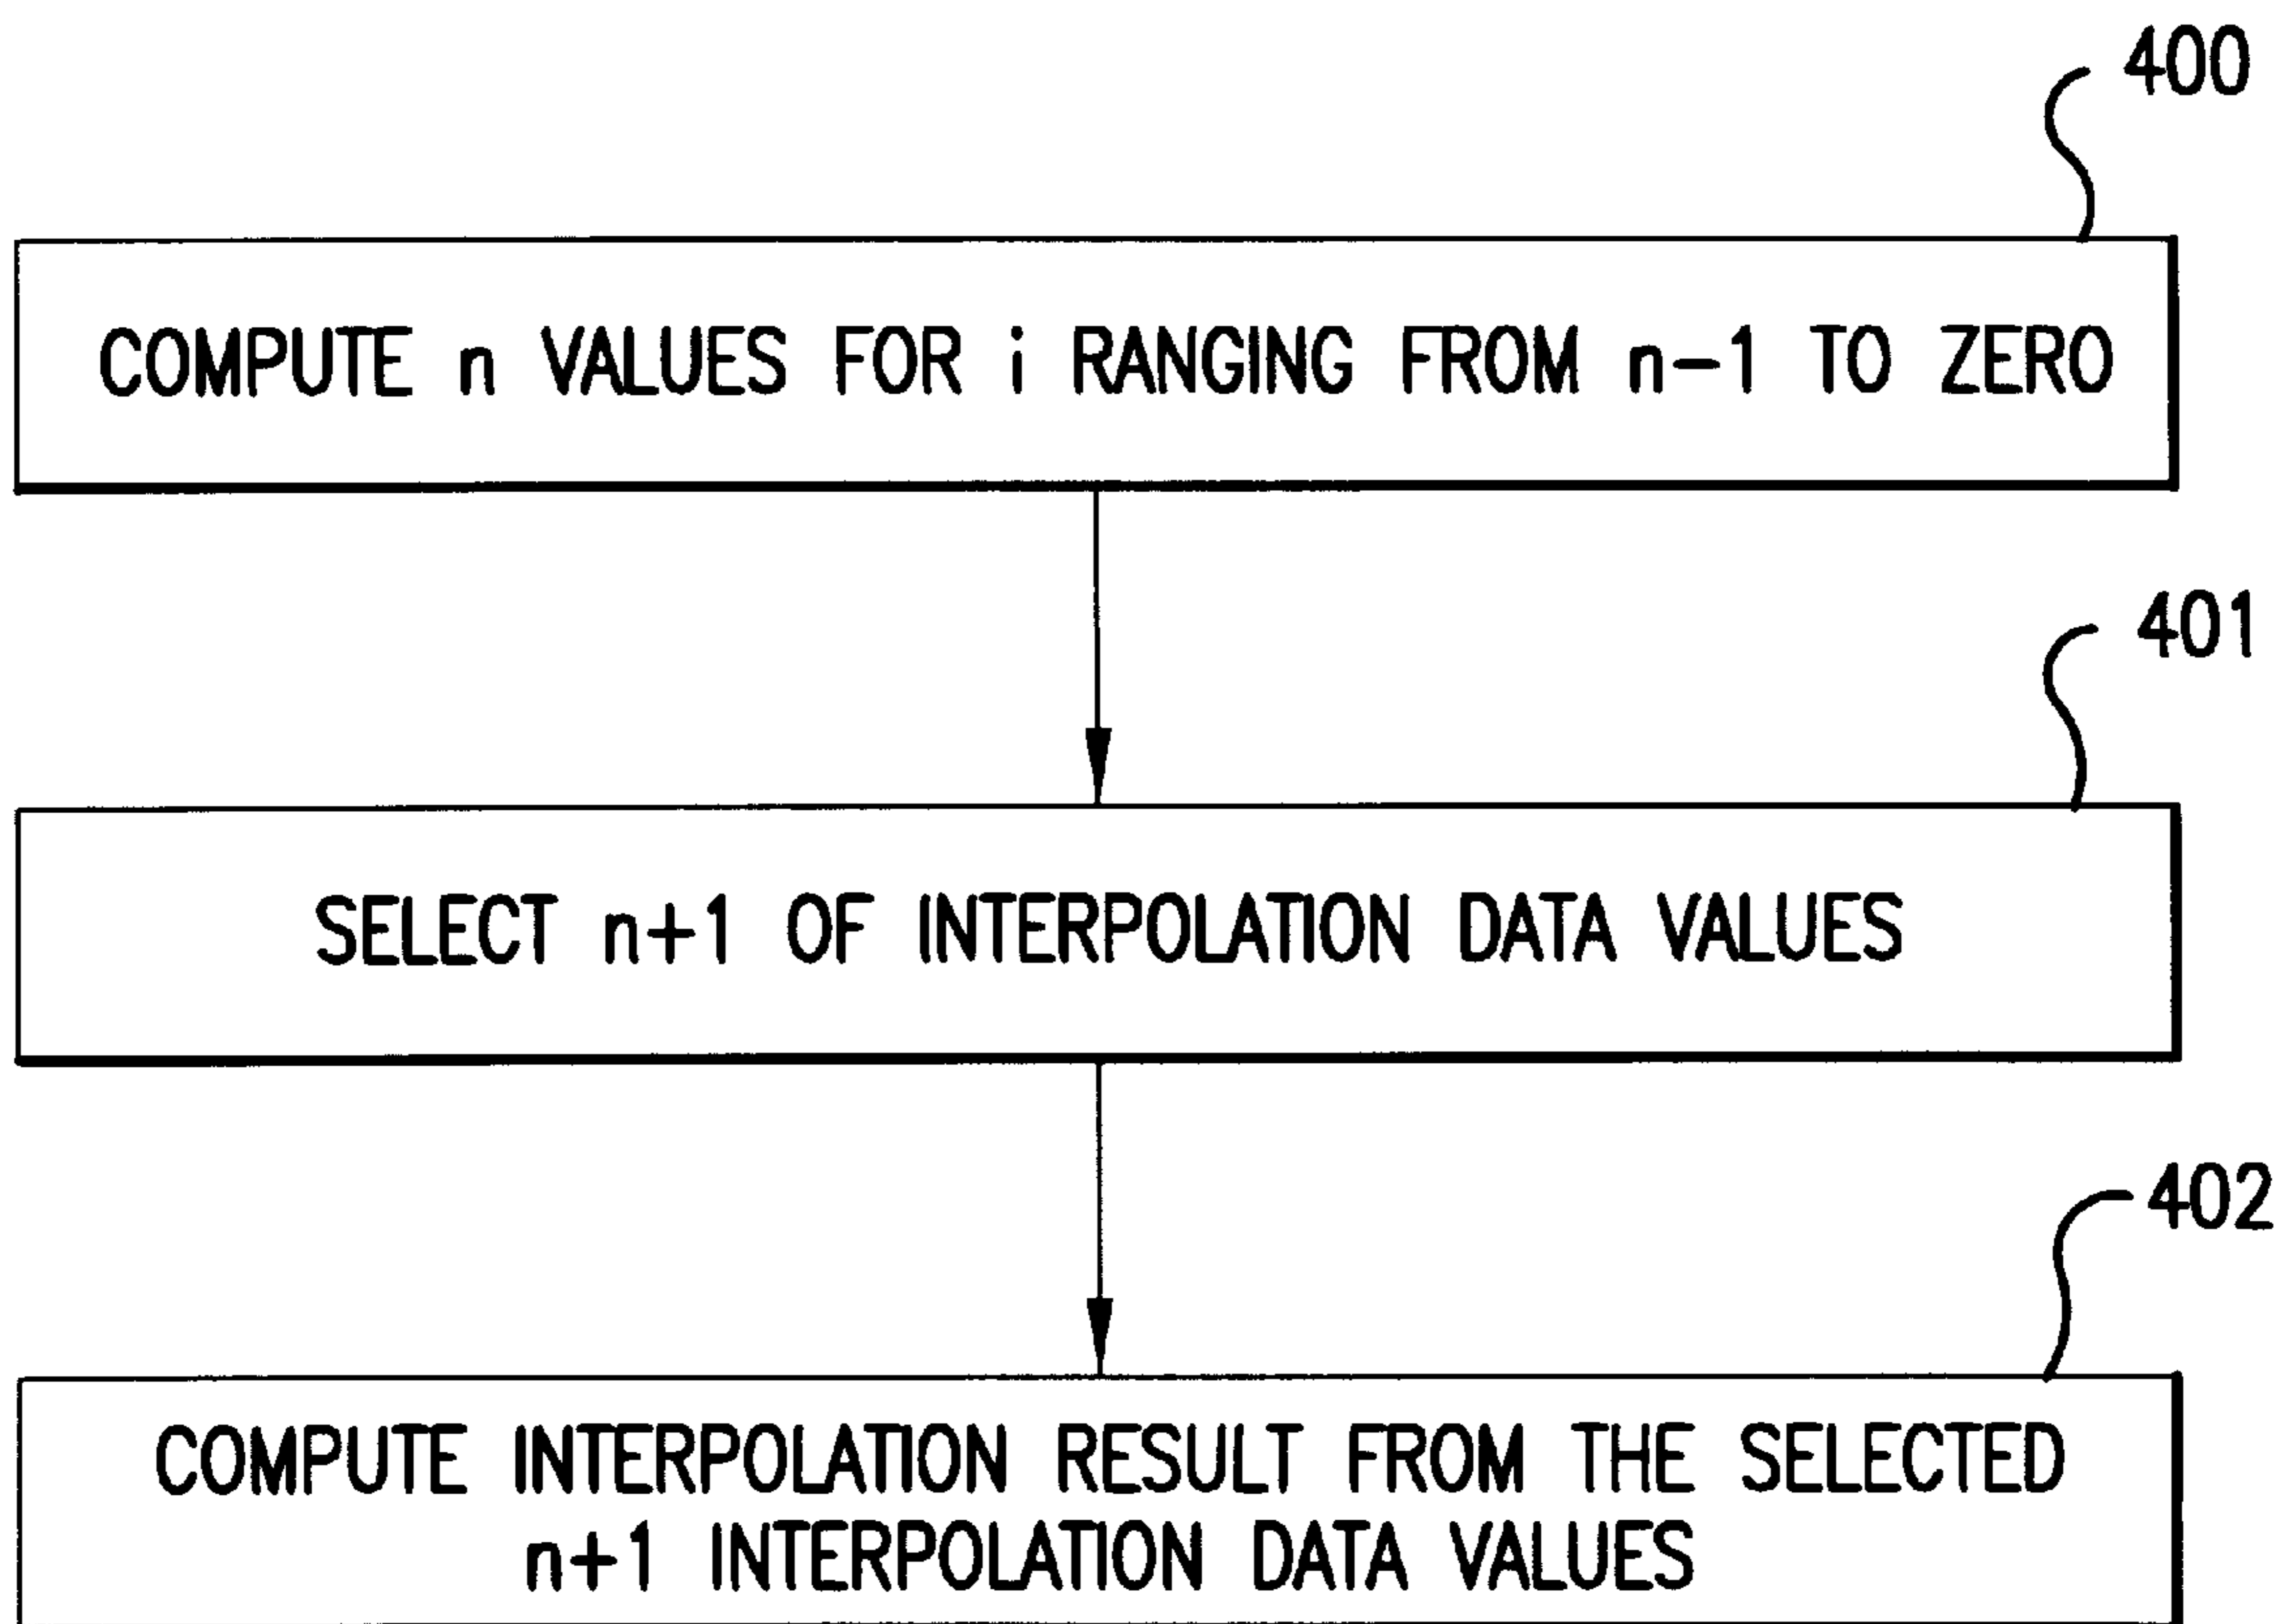 400
COMPUTE n VALUES FOR i RANGING FROM n-1 TO ZERO
401
SELECT n+1 OF INTERPOLATION DATA VALUES
402
COMPUTE INTERPOLATION RESULT FROM THE SELECTED
n+1 INTERPOLATION DATA VALUES